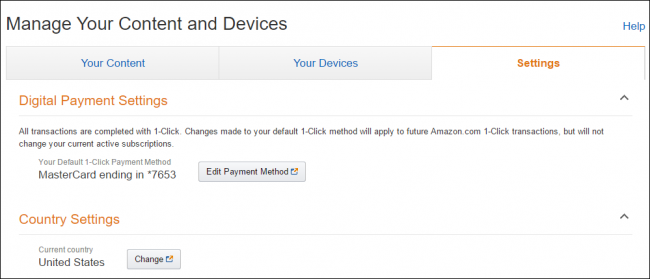 Manage Your Content and Devices
Help
Your Content
Your Devices
Settings
Digital Payment Settings
All transactions are completed with 1-Click. Changes made to your default 1-Click method will apply to future Amazon.com 1-Click transactions, but will not
change your current active subscriptions.
Your Default 1-Click Payment Method
MasterCard ending in *7653
Edit Payment Method
Country Settings
Current country
United States
Change